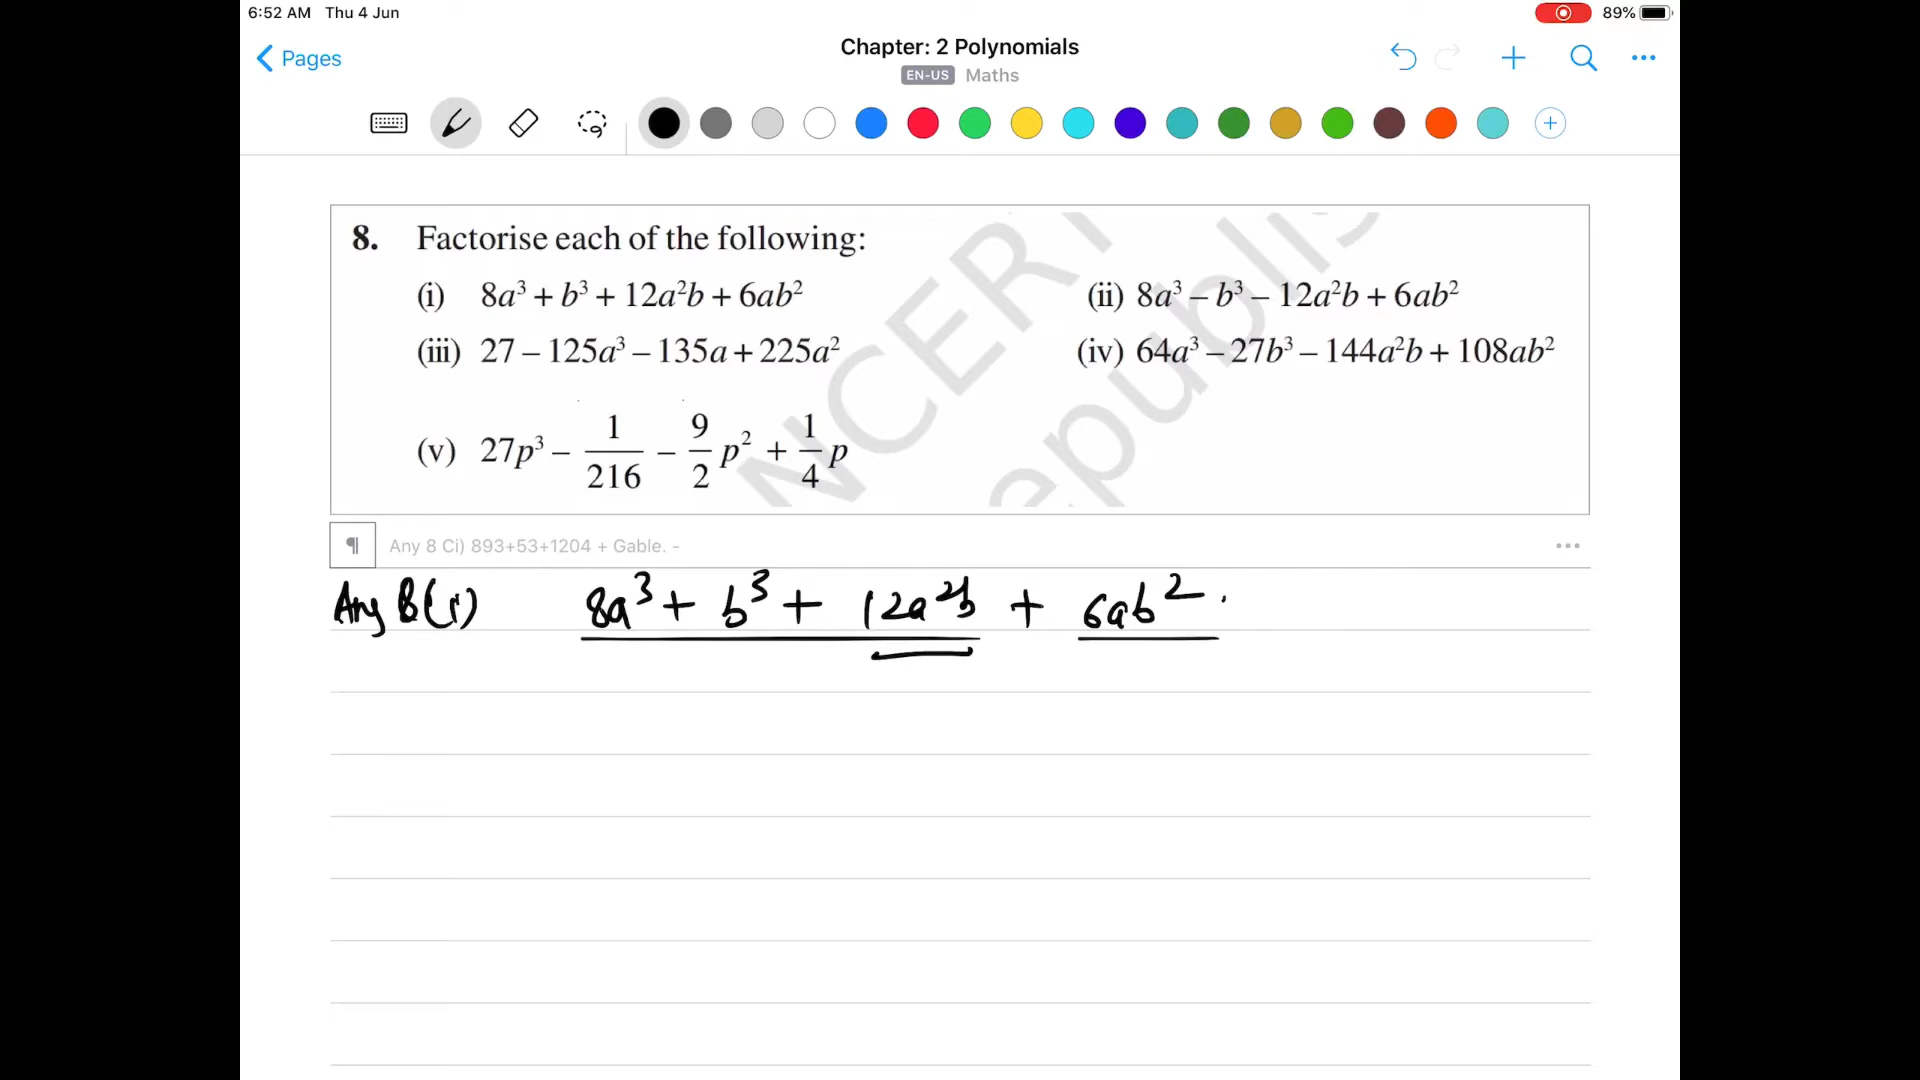 6:52 AM Thu 4 Jun 89%
Pages
Chapter: 2 Polynomials
EN-US Maths
8. Factorise each of the following:
(i) 8a³ + b³ + 12a²b + 6ab² (ii) 8a³ – b³ – 12a²b + 6ab²
(iii) 27 – 125a³ – 135a + 225a² (iv) 64a³ – 27b³ – 144a²b + 108ab²
(v) 27p³ – 1/216 – 9/2 p² + 1/4 p
NCERT
republis
¶ Any 8 Ci) 893+53+1204 + Gable. -
Ans 8(i) 8a³ + b³ + 12a²b + 6ab².